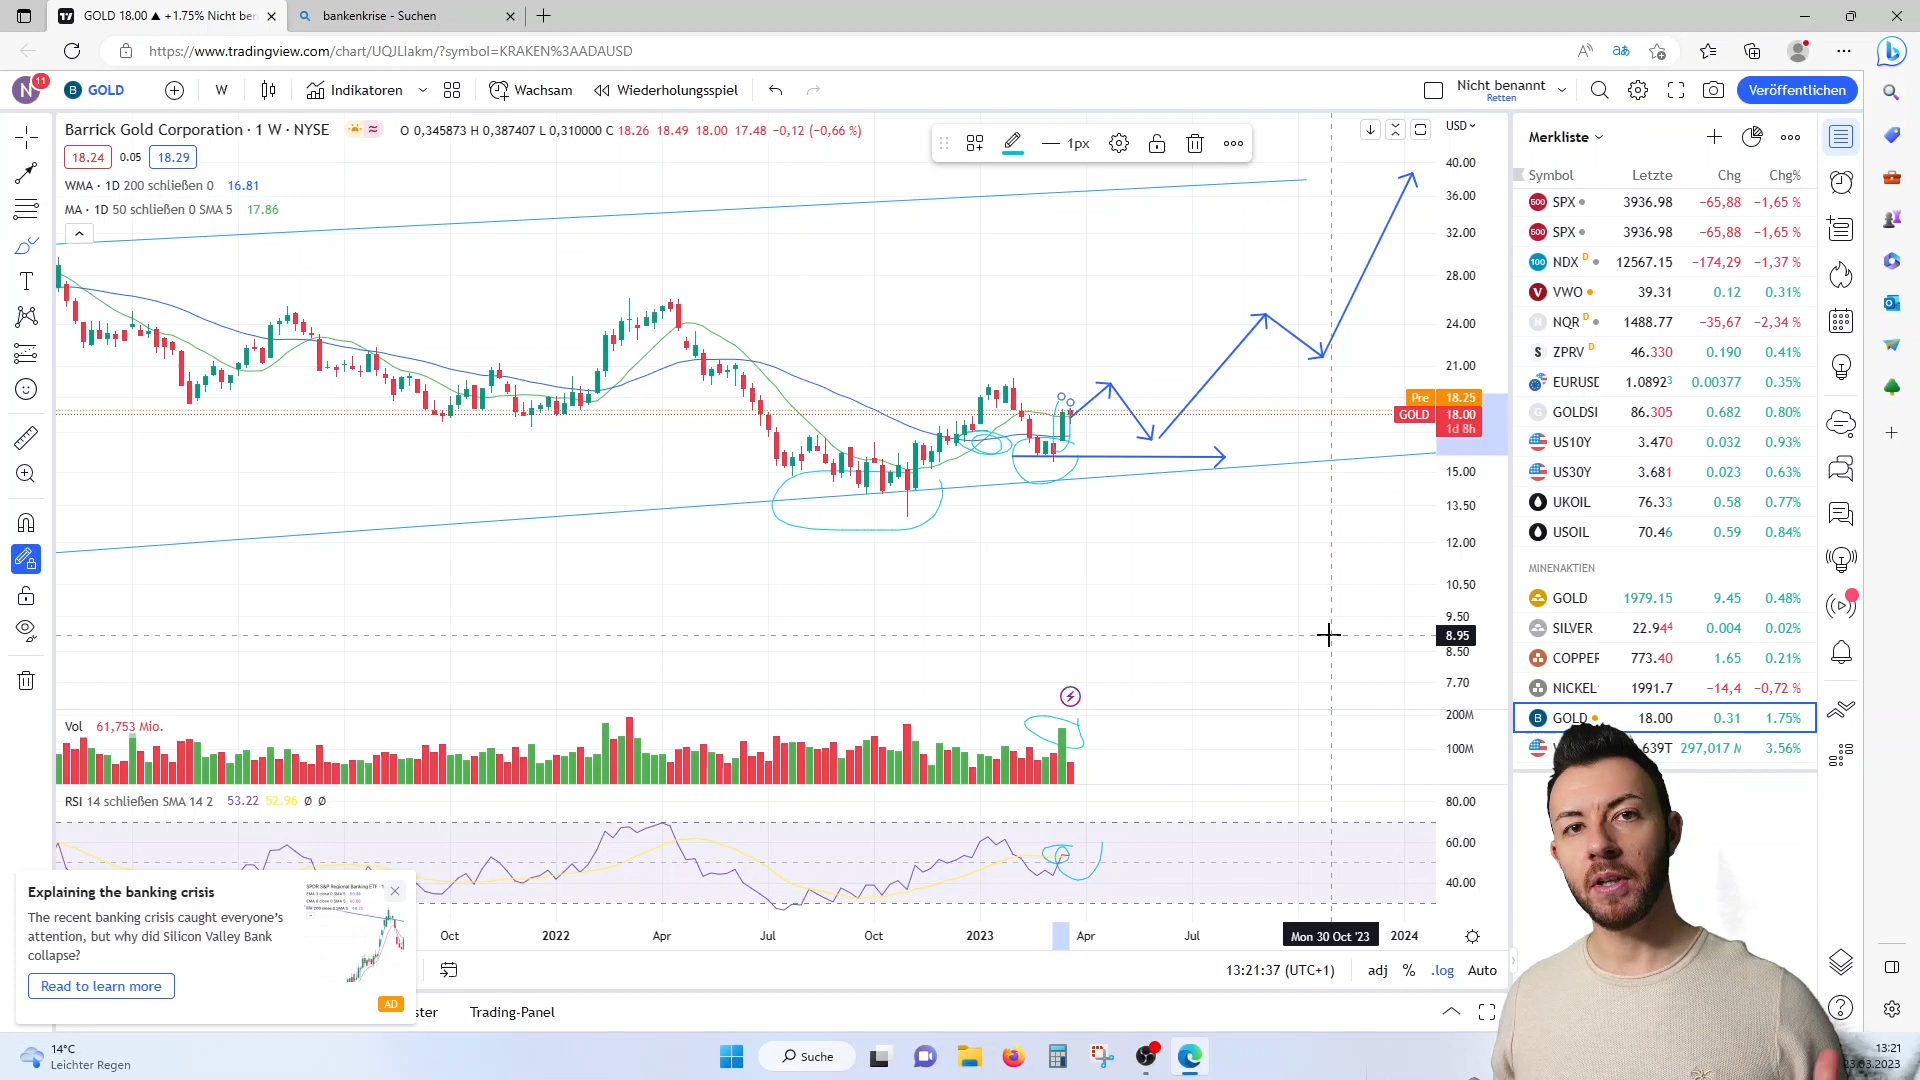 GOLD 18.00 ▲ +1.75% Nicht ben
bankenkrise - Suchen
https://www.tradingview.com/chart/UQJLIakm/?symbol=KRAKEN%3AADAUSD
N 11
GOLD W Indikatoren Wachsam Wiederholungsspiel
Nicht benannt
Retten
Veröffentlichen
Barrick Gold Corporation · 1 W · NYSE O 0,345873 H 0,387407 L 0,310000 C 18.26 18.49 18.00 17.48 −0,12 (−0,66 %)
18.24 0.05 18.29
WMA · 1D 200 schließen 0 16.81
MA · 1D 50 schließen 0 SMA 5 17.86
1px
USD
40.00
36.00
32.00
28.00
24.00
21.00
Pre 18.25
GOLD 18.00
1d 8h
15.00
13.50
12.00
10.50
9.50
8.95
8.50
7.70
Vol 61,753 Mio.
200M
100M
RSI 14 schließen SMA 14 2 53.22 52.96 Ø Ø
80.00
60.00
40.00
Oct 2022 Apr Jul Oct 2023 Apr Jul Mon 30 Oct '23 2024
13:21:37 (UTC+1) adj % .log Auto
ster Trading-Panel
Explaining the banking crisis
The recent banking crisis caught everyone's
attention, but why did Silicon Valley Bank
collapse?
Read to learn more
AD
Merkliste
Symbol Letzte Chg Chg%
SPX 3936.98 −65,88 −1,65 %
SPX 3936.98 −65,88 −1,65 %
NDX D 12567.15 −174,29 −1,37 %
VWO 39.31 0.12 0.31%
NQR D 1488.77 −35,67 −2,34 %
ZPRV D 46.330 0.190 0.41%
EURUSD 1.08923 0.00377 0.35%
GOLDSI 86.305 0.682 0.80%
US10Y 3.470 0.032 0.93%
US30Y 3.681 0.023 0.63%
UKOIL 76.33 0.58 0.77%
USOIL 70.46 0.59 0.84%
MINENAKTIEN
GOLD 1979.15 9.45 0.48%
SILVER 22.944 0.004 0.02%
COPPER 773.40 1.65 0.21%
NICKEL 1991.7 −14,4 −0,72 %
GOLD 18.00 0.31 1.75%
.639T 297,017 M 3.56%
14°C
Leichter Regen
Suche
13:21
23.03.2023